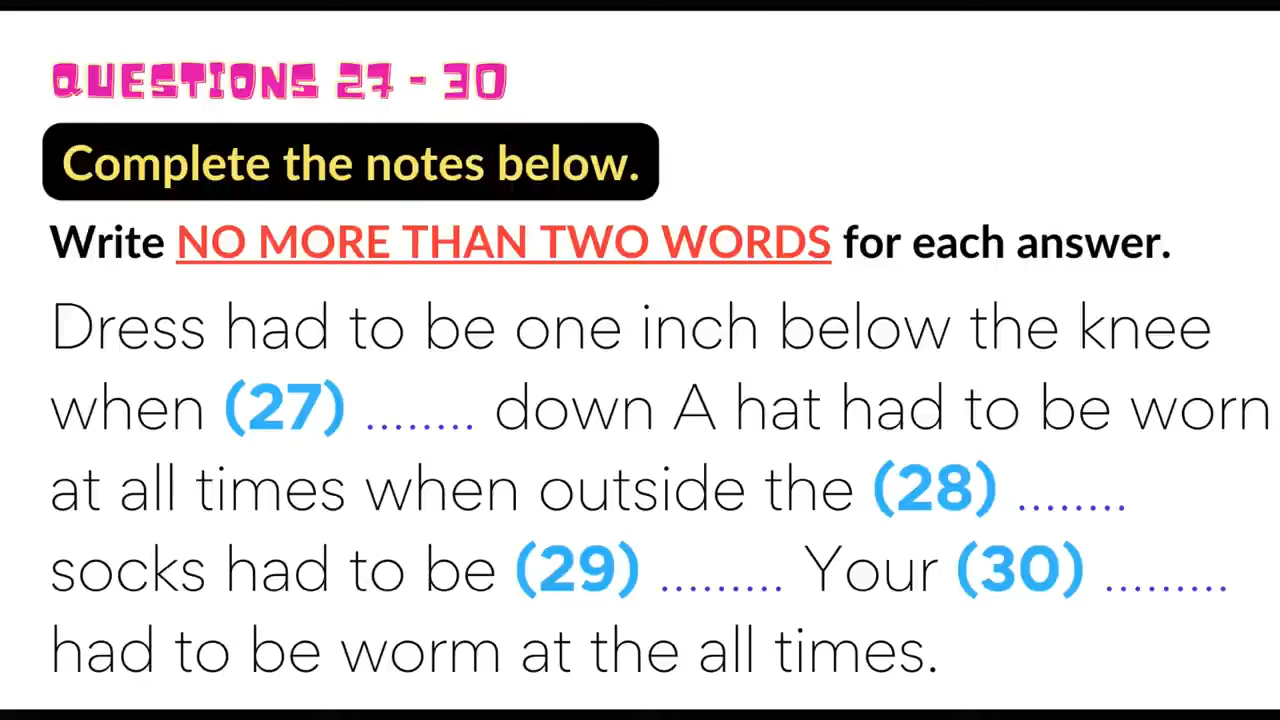 QUESTIONS 27 - 30
Complete the notes below.
Write NO MORE THAN TWO WORDS for each answer.
Dress had to be one inch below the knee
when (27) ........ down A hat had to be worn
at all times when outside the (28) ........
socks had to be (29) ......... Your (30) .........
had to be worm at the all times.